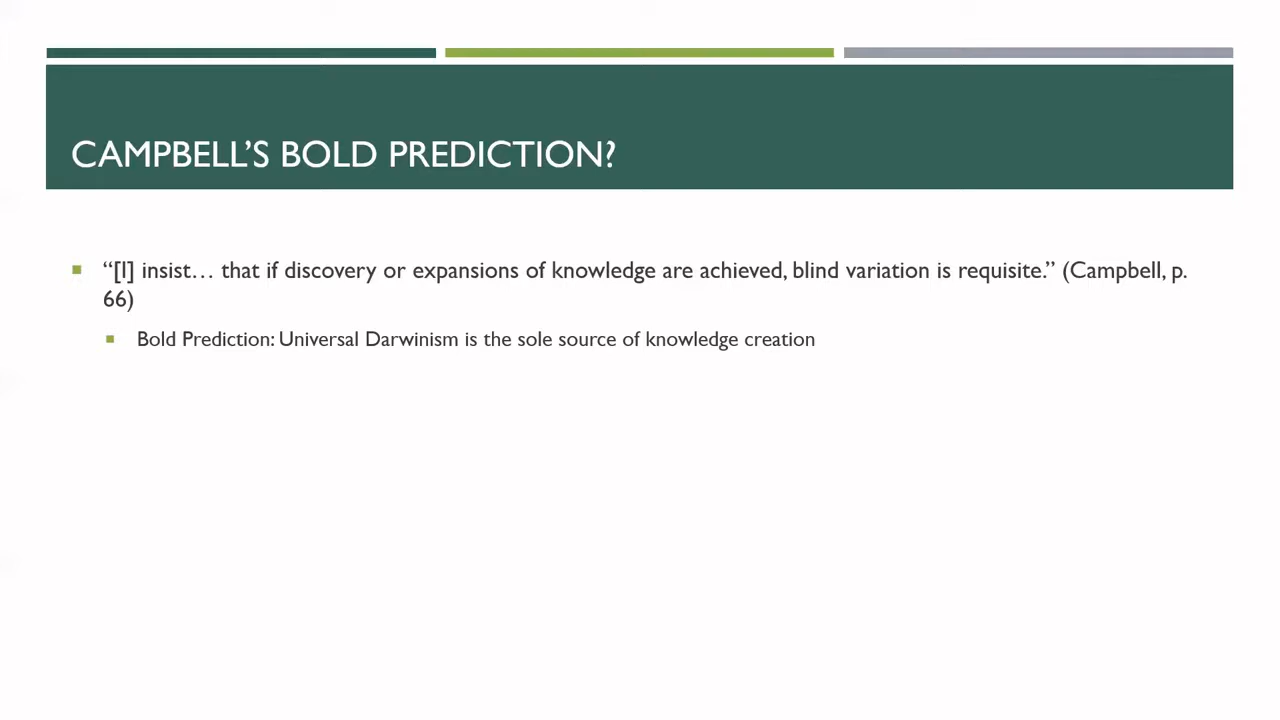 CAMPBELL’S BOLD PREDICTION?
“[I] insist… that if discovery or expansions of knowledge are achieved, blind variation is requisite.” (Campbell, p.
66)
Bold Prediction: Universal Darwinism is the sole source of knowledge creation